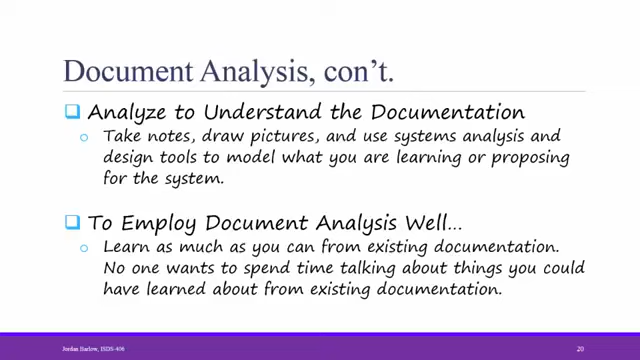 Document Analysis, con't.
Analyze to Understand the Documentation
Take notes, draw pictures, and use systems analysis and
design tools to model what you are learning or proposing
for the system.
To Employ Document Analysis Well...
Learn as much as you can from existing documentation.
No one wants to spend time talking about things you could
have learned about from existing documentation.
Jordan Barlow, ISDS-406
20